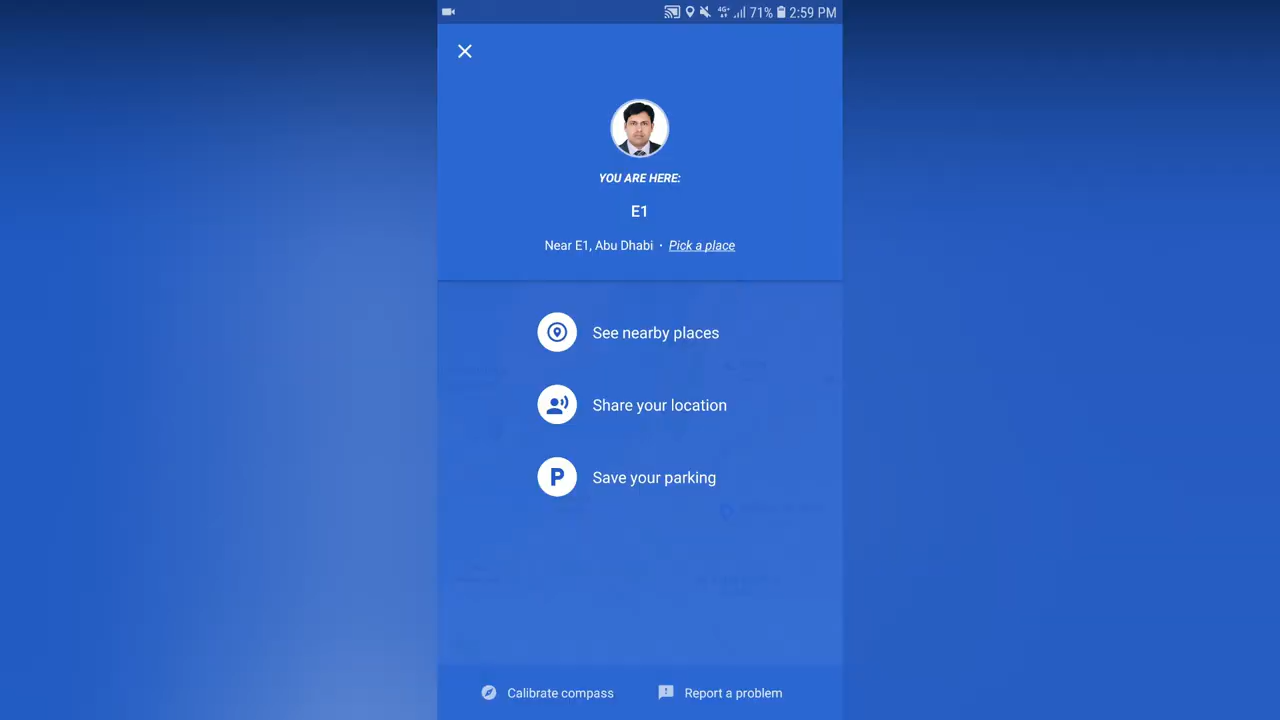 4G+ 71% 2:59 PM
YOU ARE HERE:
E1
Near E1, Abu Dhabi · Pick a place
See nearby places
Share your location
P Save your parking
Calibrate compass Report a problem